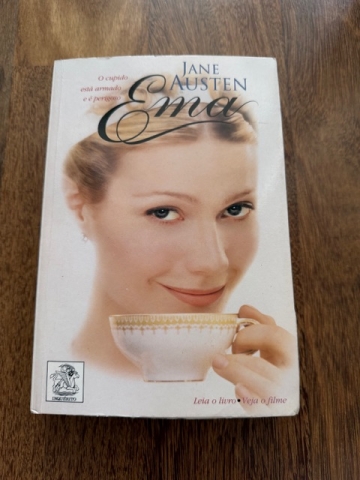 O cupido
está armado
e é perigoso
JANE
AUSTEN
Ema
Leia o livro • Veja o filme